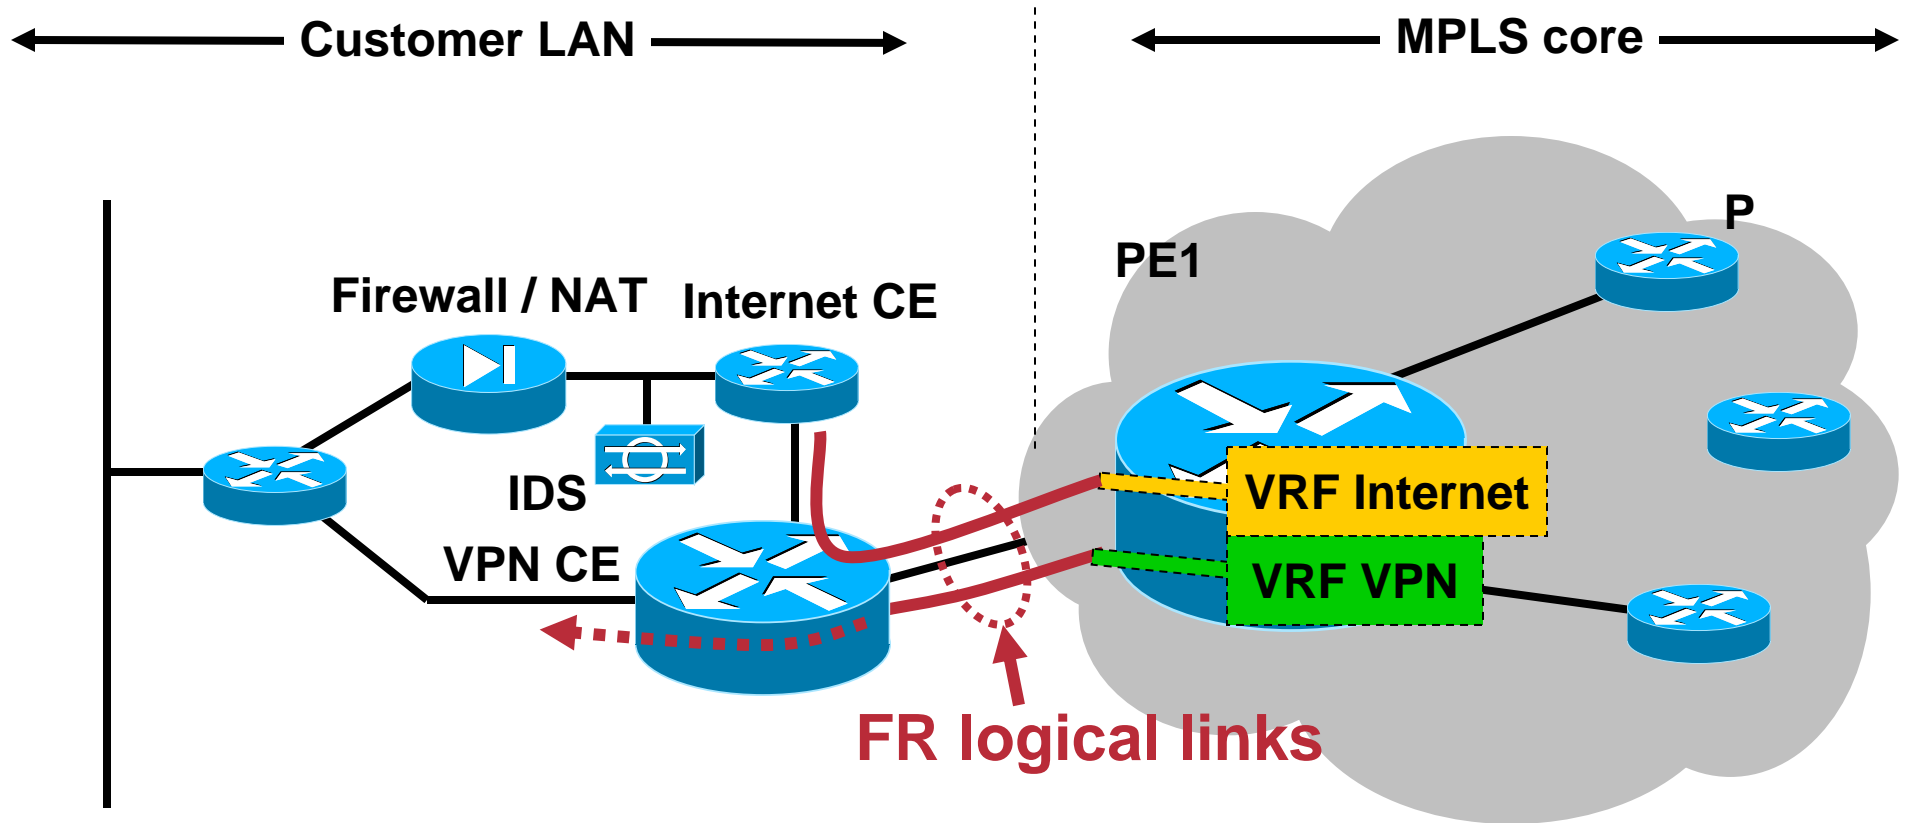 Customer LAN
MPLS core
P
PE1
Firewall / NAT
Internet CE
IDS
VRF Internet
VPN CE
VRF VPN
FR logical links